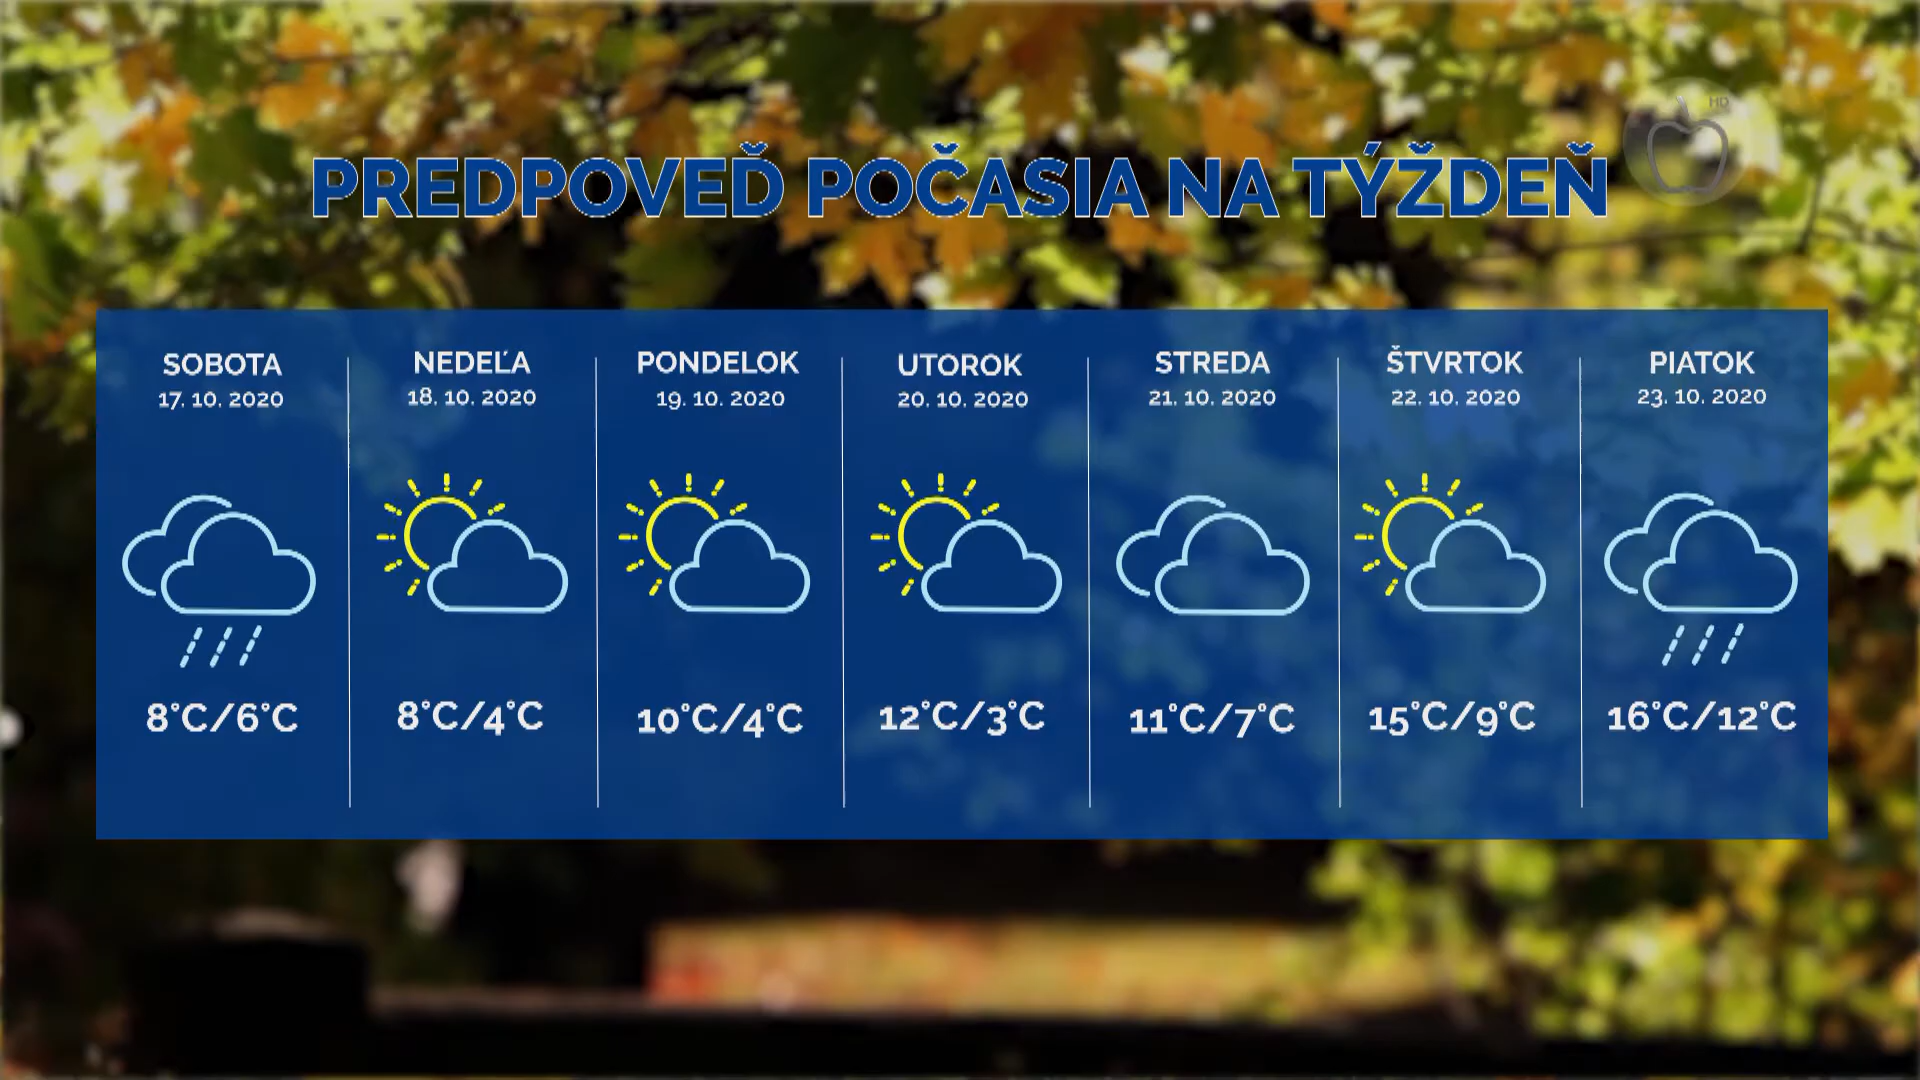 HD
PREDPOVEĎ POČASIA NA TÝŽDEŇ
SOBOTA
17. 10. 2020
8°C/6°C
NEDEĽA
18. 10. 2020
8°C/4°C
PONDELOK
19. 10. 2020
10°C/4°C
UTOROK
20. 10. 2020
12°C/3°C
STREDA
21. 10. 2020
11°C/7°C
ŠTVRTOK
22. 10. 2020
15°C/9°C
PIATOK
23. 10. 2020
16°C/12°C